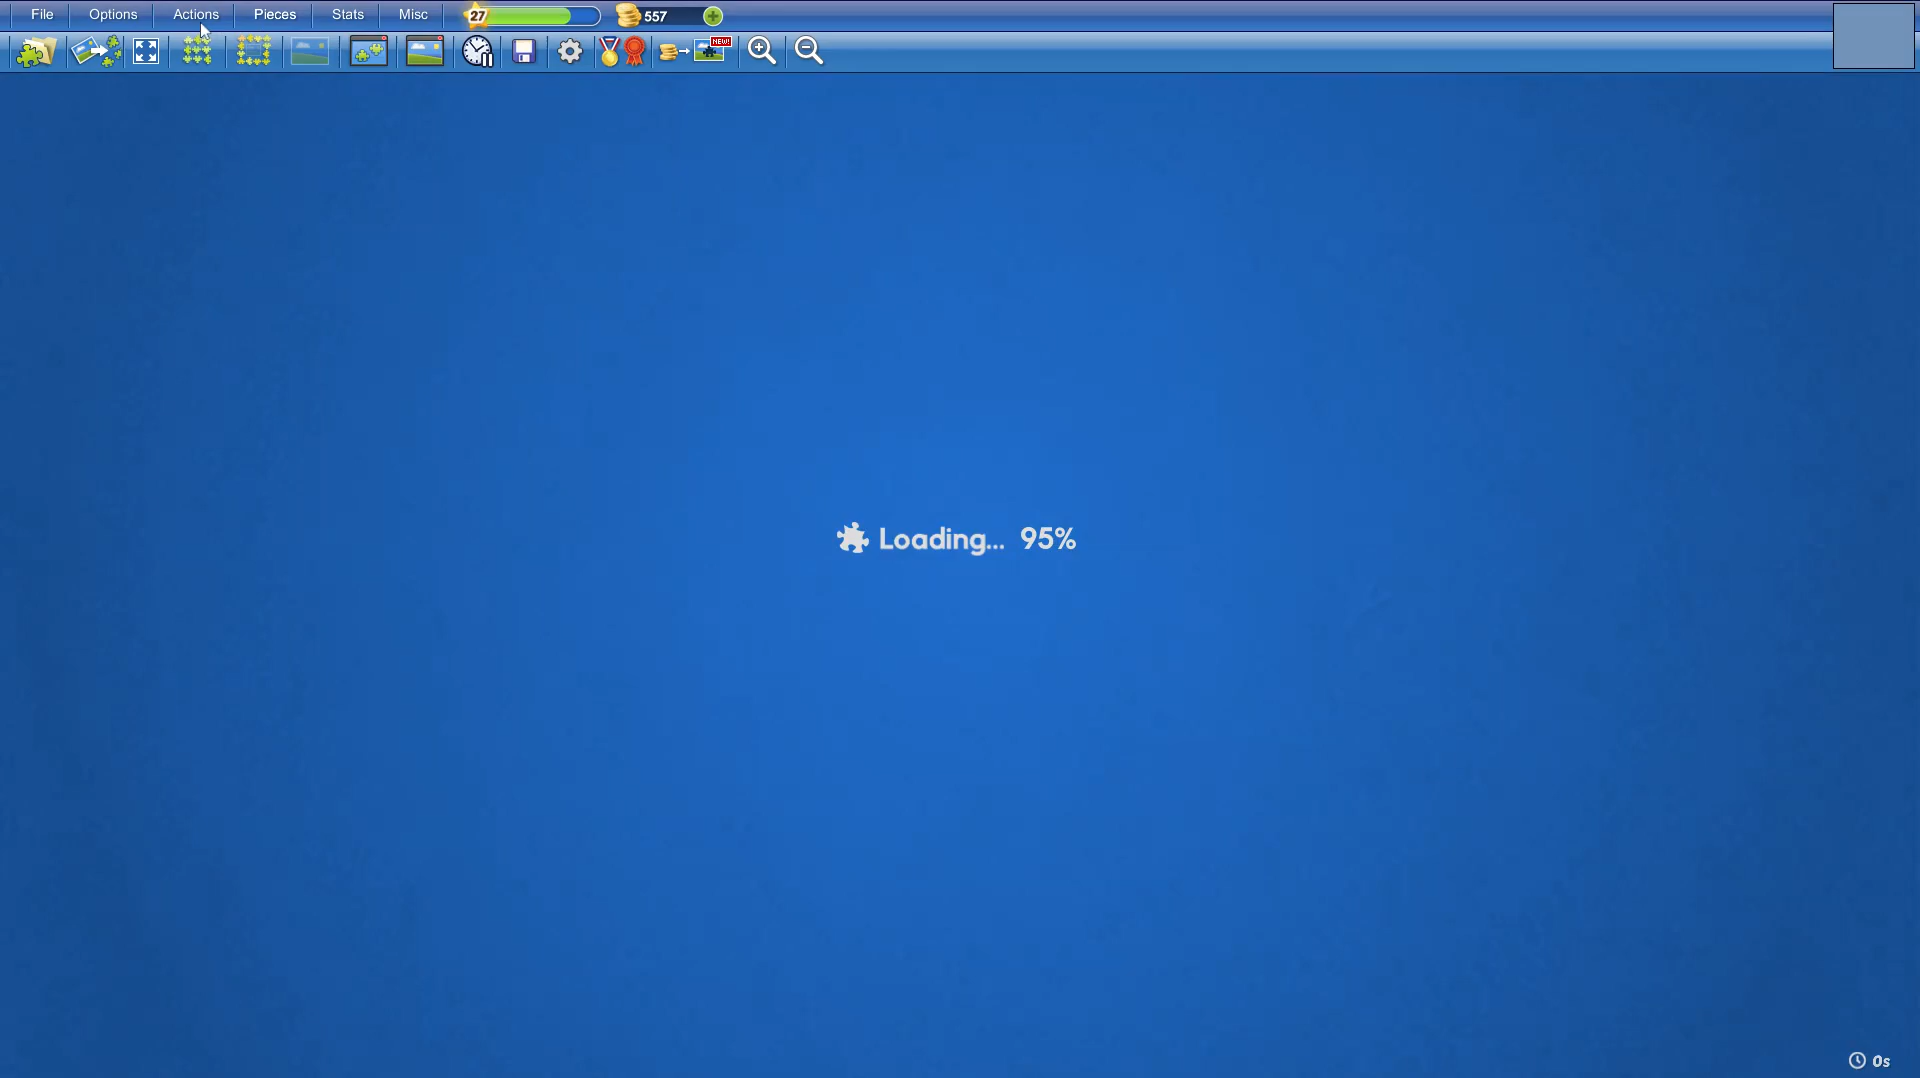 File Options Actions Pieces Stats Misc 27 557
NEW!
Loading... 95%
0s